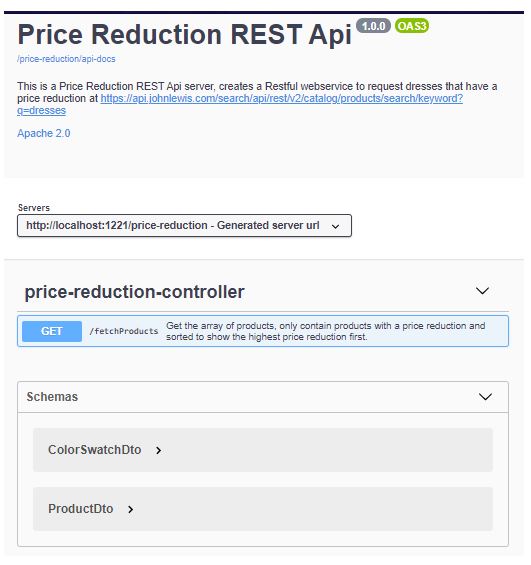 Price Reduction REST Api 1.0.0 OAS3
/price-reduction/api-docs
This is a Price Reduction REST Api server, creates a Restful webservice to request dresses that have a
price reduction at https://api.johnlewis.com/search/api/rest/v2/catalog/products/search/keyword?
q=dresses
Apache 2.0
Servers
http://localhost:1221/price-reduction - Generated server url
price-reduction-controller
GET /fetchProducts Get the array of products, only contain products with a price reduction and
sorted to show the highest price reduction first.
Schemas
ColorSwatchDto
ProductDto